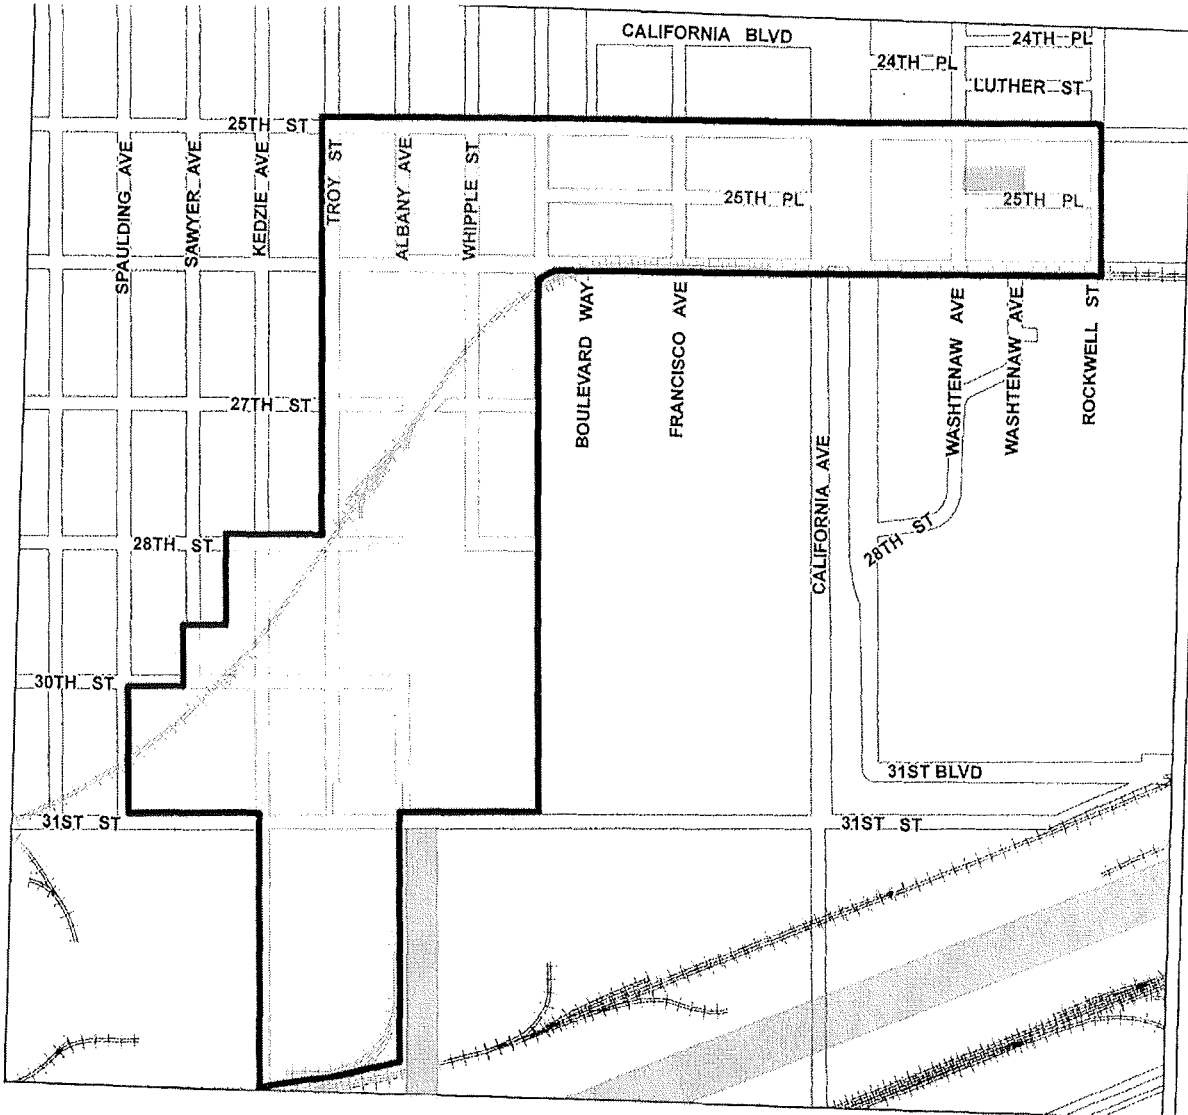 CALIFORNIA BLVD
24TH PL
24TH PL
LUTHER ST
25TH ST
SPAULDING AVE
SAWYER AVE
KEDZIE AVE
TROY ST
ALBANY AVE
WHIPPLE ST
25TH PL
25TH PL
BOULEVARD WAY
FRANCISCO AVE
WASHTENAW AVE
WASHTENAW AVE
ROCKWELL ST
27TH ST
CALIFORNIA AVE
28TH ST
28TH ST
30TH ST
31ST BLVD
31ST ST
31ST ST